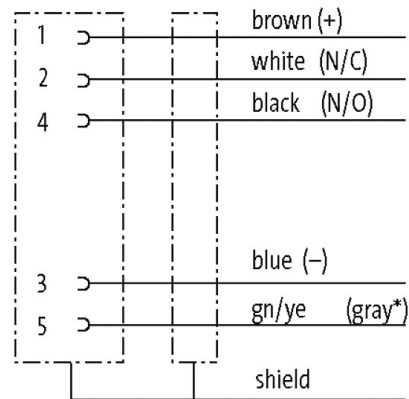 1 brown (+)
2 white (N/C)
4 black (N/O)
3 blue (–)
5 gn/ye (gray*)
shield